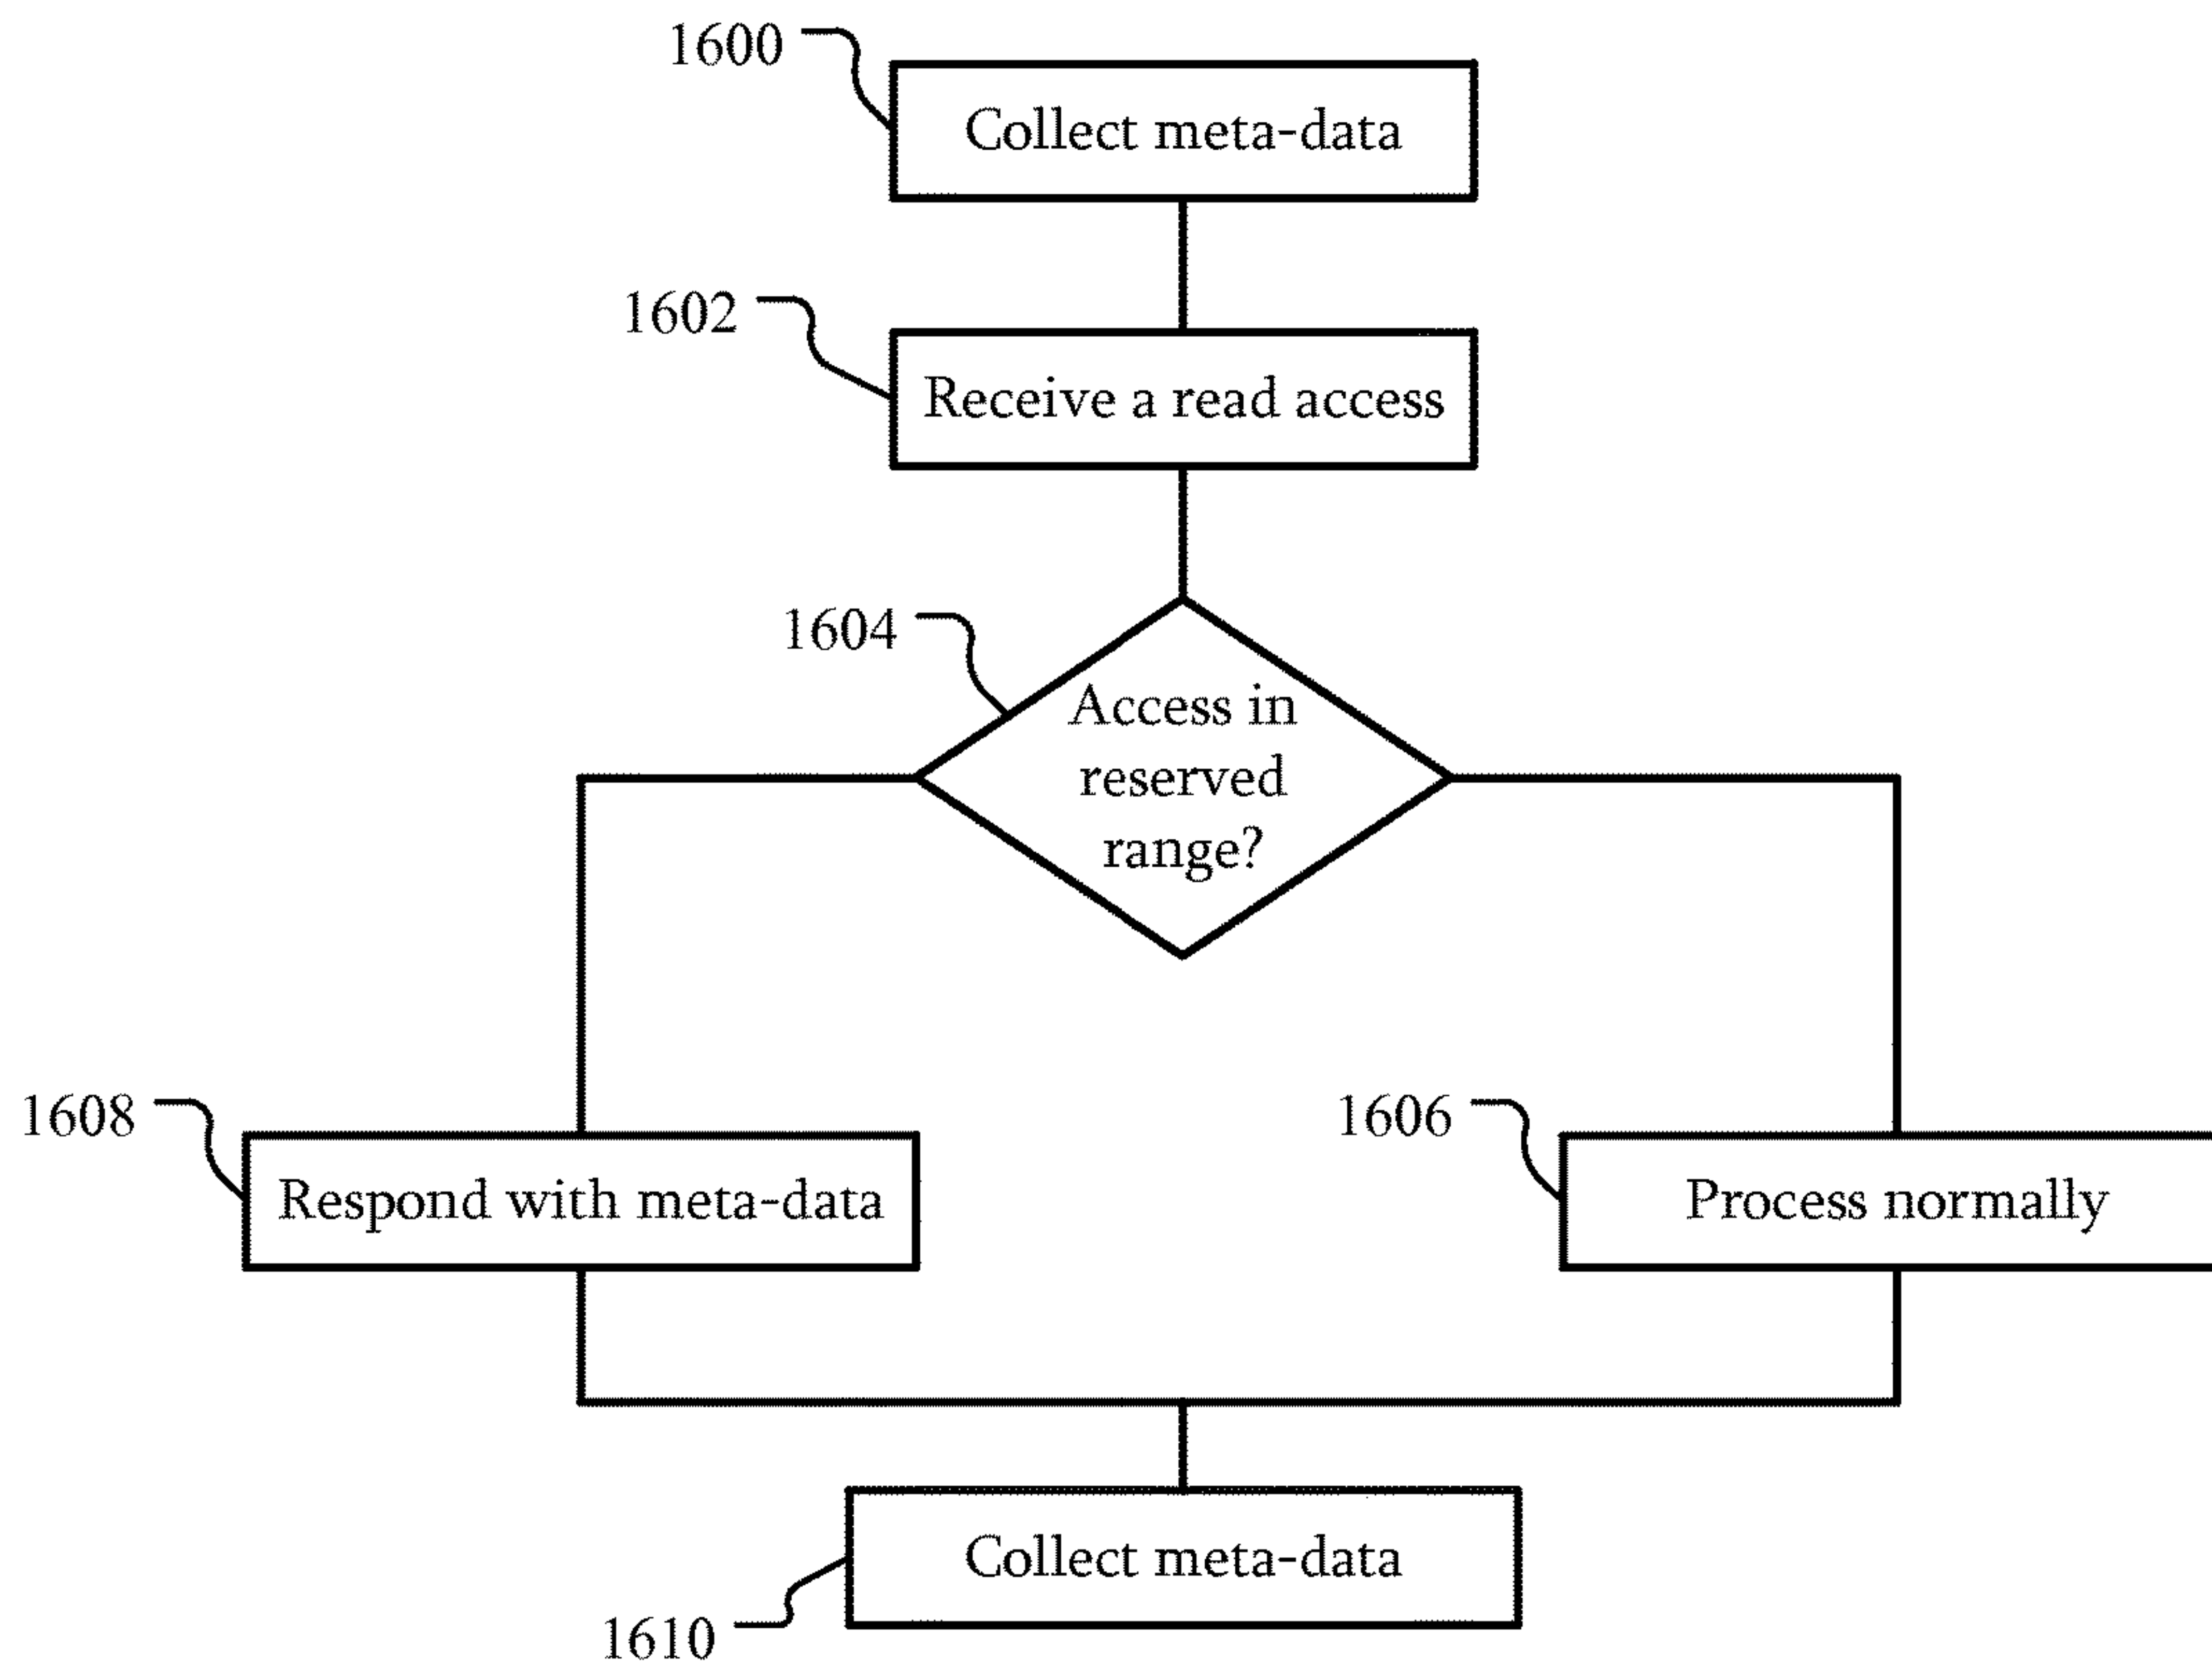 1600
Collect meta-data
1602
Receive a read access
1604
Access in
reserved
range?
1608
Respond with meta-data
1606
Process normally
Collect meta-data
1610